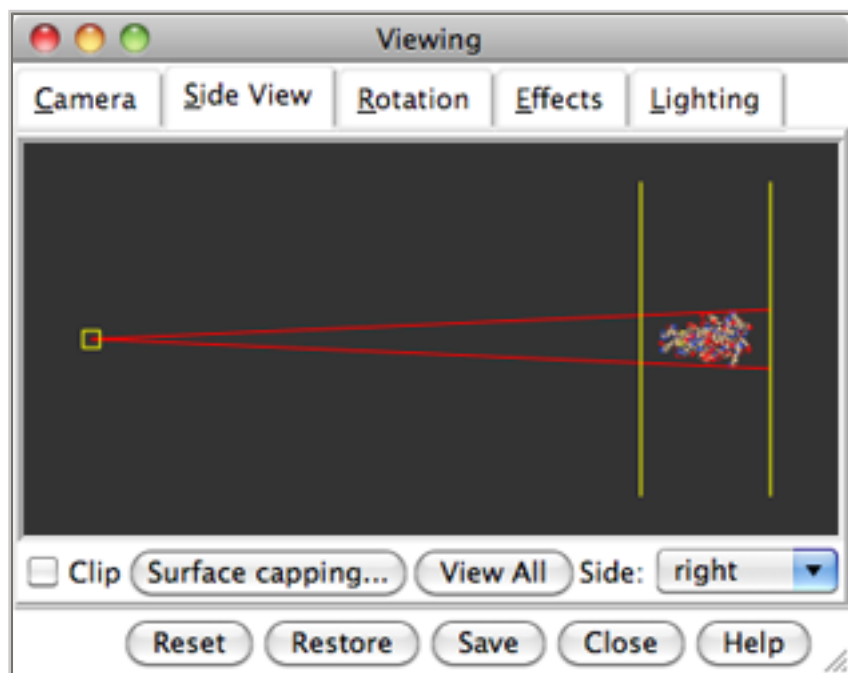 Viewing
Camera Side View Rotation Effects Lighting
Clip Surface capping... View All Side: right
Reset Restore Save Close Help